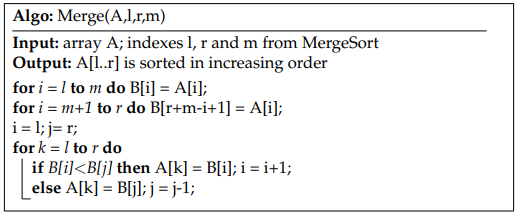 Algo: Merge(A,l,r,m)
Input: array A; indexes l, r and m from MergeSort
Output: A[l..r] is sorted in increasing order
for i = l to m do B[i] = A[i];
for i = m+1 to r do B[r+m-i+1] = A[i];
i = l; j= r;
for k = l to r do
if B[i]<B[j] then A[k] = B[i]; i = i+1;
else A[k] = B[j]; j = j-1;